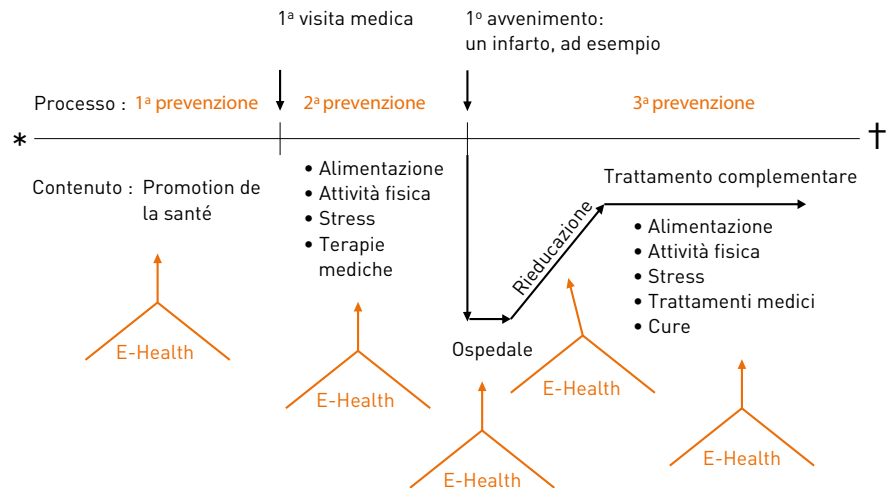 1ª visita medica
1º avvenimento:
un infarto, ad esempio
Processo : 1ª prevenzione
2ª prevenzione
3ª prevenzione
*
†
Contenuto : Promotion de
la santé
• Alimentazione
• Attività fisica
• Stress
• Terapie
mediche
Trattamento complementare
• Alimentazione
• Attività fisica
• Stress
• Trattamenti medici
• Cure
Rieducazione
Ospedale
E-Health
E-Health
E-Health
E-Health
E-Health